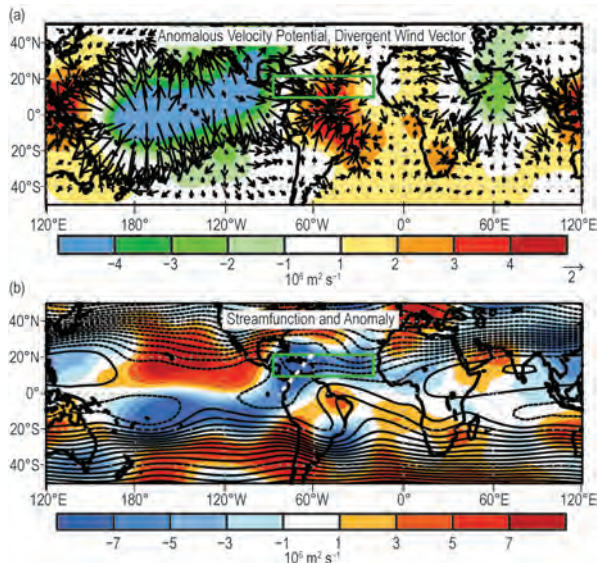 (a)
Anomalous Velocity Potential, Divergent Wind Vector
40°N
20°N
0°
20°S
40°S
120°E 180° 120°W 60°W 0° 60°E 120°E
−4 −3 −2 −1 1 2 3 4
10⁶ m² s⁻¹
2
(b)
Streamfunction and Anomaly
40°N
20°N
0°
20°S
40°S
120°E 180° 120°W 60°W 0° 60°E 120°E
−7 −5 −3 −1 1 3 5 7
10⁶ m² s⁻¹